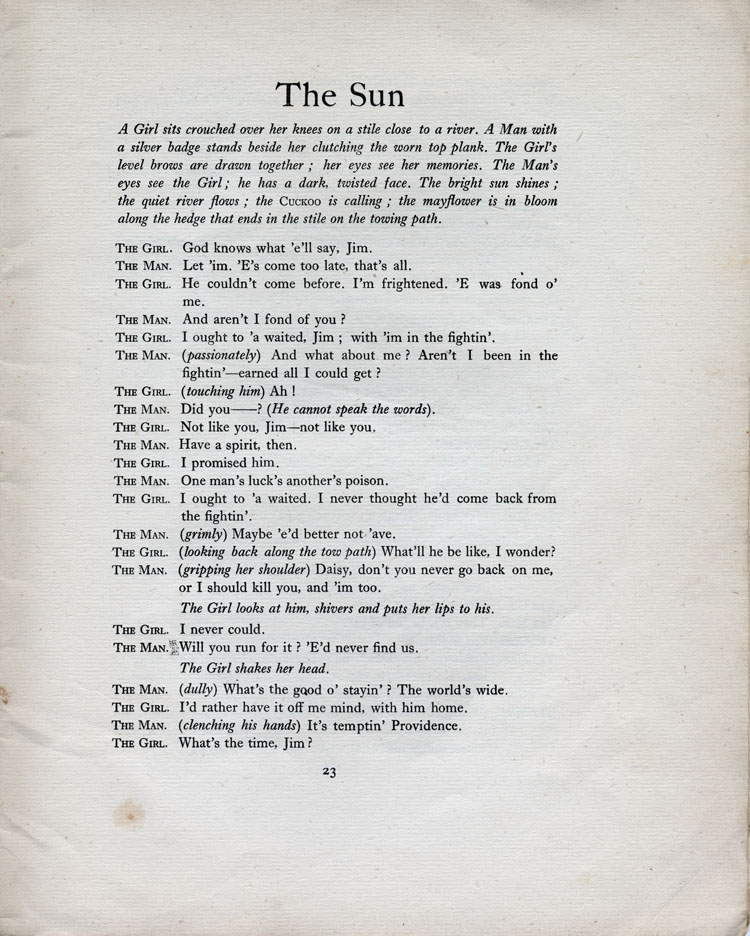 The Sun
A Girl sits crouched over her knees on a stile close to a river. A Man with
a silver badge stands beside her clutching the worn top plank. The Girl's
level brows are drawn together ; her eyes see her memories. The Man's
eyes see the Girl ; he has a dark, twisted face. The bright sun shines ;
the quiet river flows ; the CUCKOO is calling ; the mayflower is in bloom
along the hedge that ends in the stile on the towing path.
THE GIRL. God knows what 'e'll say, Jim.
THE MAN. Let 'im. 'E's come too late, that's all.
THE GIRL. He couldn't come before. I'm frightened. 'E was fond o'
me.
THE MAN. And aren't I fond of you ?
THE GIRL. I ought to 'a waited, Jim ; with 'im in the fightin'.
THE MAN. (passionately) And what about me ? Aren't I been in the
fightin'—earned all I could get ?
THE GIRL. (touching him) Ah !
THE MAN. Did you——? (He cannot speak the words).
THE GIRL. Not like you, Jim—not like you.
THE MAN. Have a spirit, then.
THE GIRL. I promised him.
THE MAN. One man's luck's another's poison.
THE GIRL. I ought to 'a waited. I never thought he'd come back from
the fightin'.
THE MAN. (grimly) Maybe 'e'd better not 'ave.
THE GIRL. (looking back along the tow path) What'll he be like, I wonder?
THE MAN. (gripping her shoulder) Daisy, don't you never go back on me,
or I should kill you, and 'im too.
The Girl looks at him, shivers and puts her lips to his.
THE GIRL. I never could.
THE MAN. Will you run for it ? 'E'd never find us.
The Girl shakes her head.
THE MAN. (dully) What's the good o' stayin' ? The world's wide.
THE GIRL. I'd rather have it off me mind, with him home.
THE MAN. (clenching his hands) It's temptin' Providence.
THE GIRL. What's the time, Jim ?
23